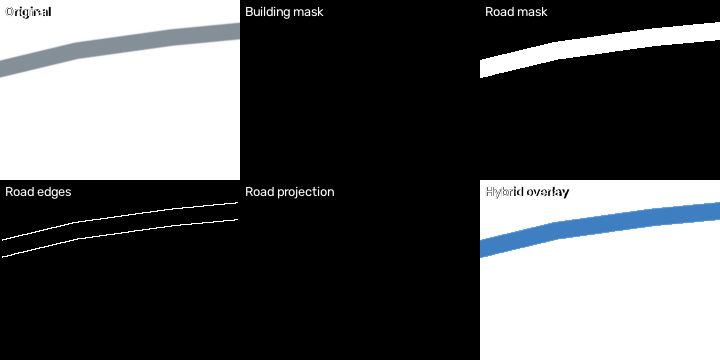 Original
Building mask
Road mask
Road edges
Road projection
Hybrid overlay